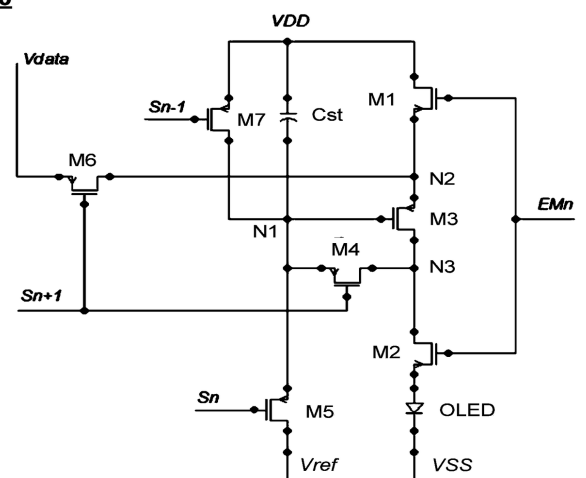 VDD
Vdata
M1
Sn-1
M7
Cst
M6
N2
EMn
M3
N1
M4
N3
Sn+1
M2
Sn
M5
OLED
Vref
VSS